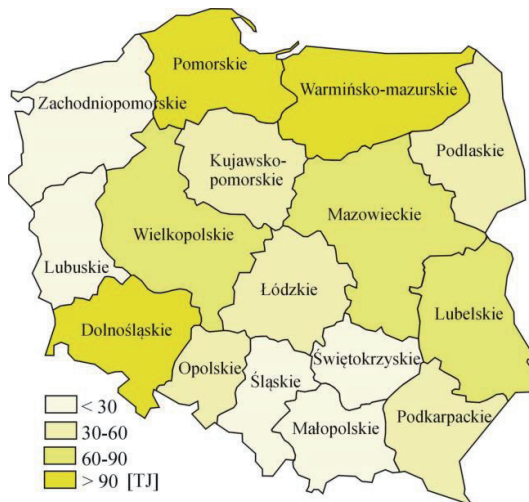 Pomorskie
Warmińsko-mazurskie
Zachodniopomorskie
Podlaskie
Kujawsko-
pomorskie
Mazowieckie
Wielkopolskie
Lubuskie
Łódzkie
Lubelskie
Dolnośląskie
Opolskie
Śląskie
Świętokrzyskie
Małopolskie
Podkarpackie
< 30
30-60
60-90
> 90 [TJ]